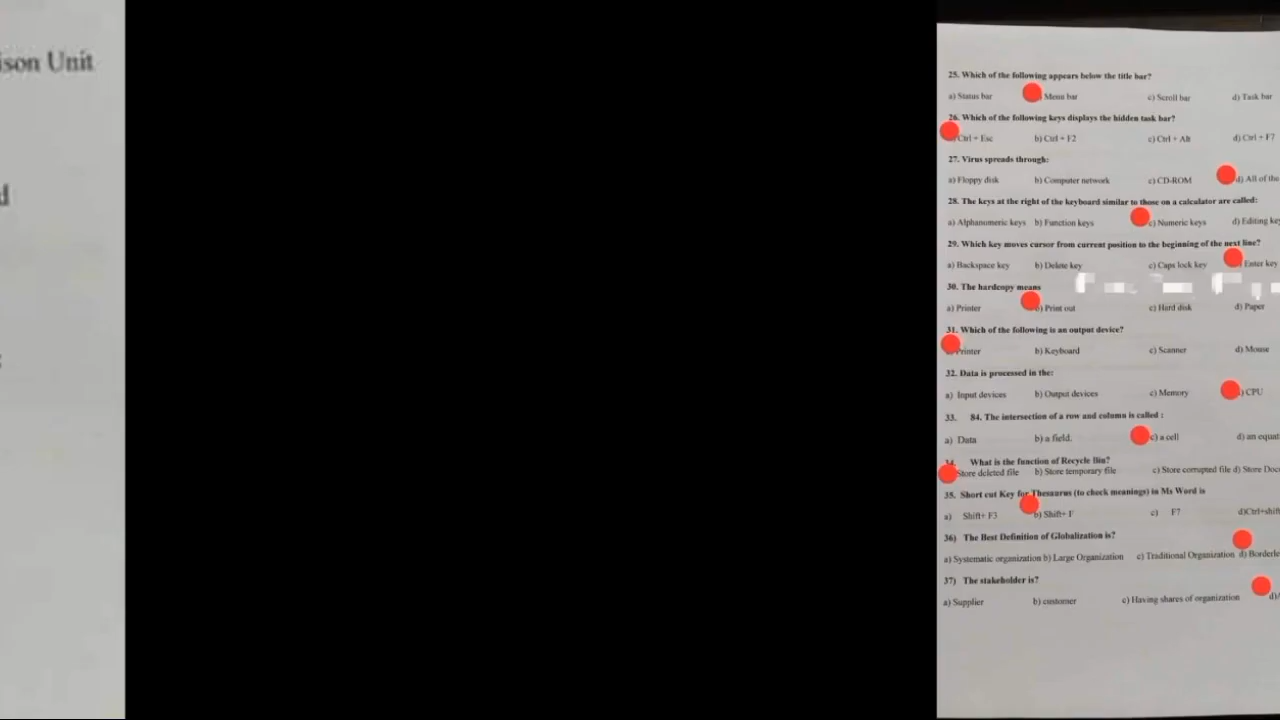 ison Unit
d
25. Which of the following appears below the title bar?
a) Status bar Menu bar c) Scroll bar d) Task bar
26. Which of the following keys displays the hidden task bar?
Ctrl + Esc b) Ctrl + F2 c) Ctrl + Alt d) Ctrl + F7
27. Virus spreads through:
a) Floppy disk b) Computer network c) CD-ROM d) All of the
28. The keys at the right of the keyboard similar to those on a calculator are called:
a) Alphanomeric keys b) Function keys c) Numeric keys d) Editing key
29. Which key moves cursor from current position to the beginning of the next line?
a) Backspace key b) Delete key c) Caps lock key Enter key
30. The hardcopy means
a) Printer b) Print out c) Hard disk d) Paper
31. Which of the following is an output device?
Printer b) Keyboard c) Scanner d) Mouse
32. Data is processed in the:
a) Input devices b) Output devices c) Memory ) CPU
33. 84. The intersection of a row and column is called :
a) Data b) a field. c) a cell d) an equat
What is the function of Recycle Bin?
Store deleted file b) Store temporary file c) Store corrupted file d) Store Doc
35. Short cut Key for Thesaurus (to check meanings) in Ms Word is
a) Shift+ F3 b) Shift+ F c) F7 d)Ctrl+shift
36) The Best Definition of Globalization is?
a) Systematic organization b) Large Organization c) Traditional Organization d) Borderle
37) The stakeholder is?
a) Supplier b) customer c) Having shares of organization d)A